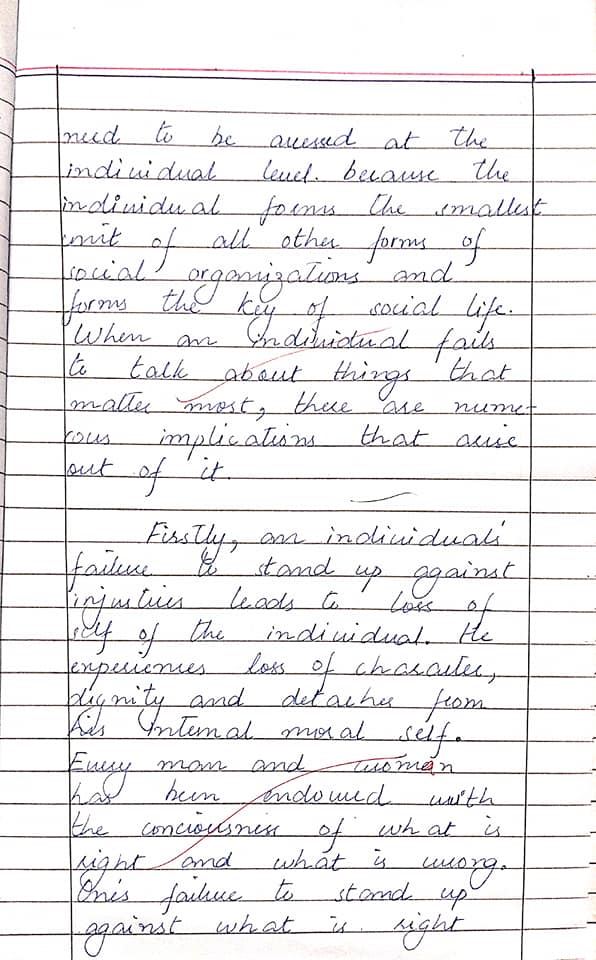 need to be assessed at the
individual level. because the
individual forms the smallest
unit of all other forms of
social organizations and
forms the key of social life.
When an individual fails
to talk about things that
matter most, there are nume-
rous implications that arise
out of it.
Firstly, an individuals'
failure to stand up against
injustices leads to loss of
self of the individual. He
experiences loss of character,
dignity and detaches from
his internal moral self.
Every man and woman
has been endowed with
the conciousness of what is
right and what is wrong.
One's failure to stand up
against what is right